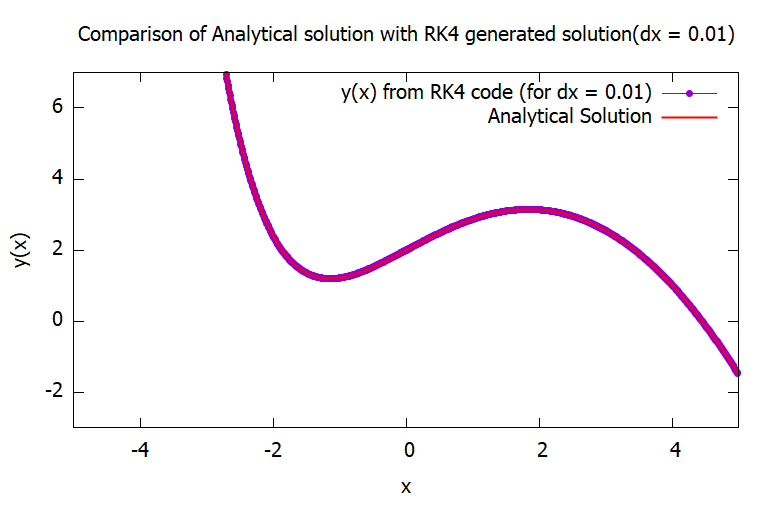 Comparison of Analytical solution with RK4 generated solution(dx = 0.01)
y(x) from RK4 code (for dx = 0.01)
Analytical Solution
6
4
2
0
-2
y(x)
-4 -2 0 2 4
x